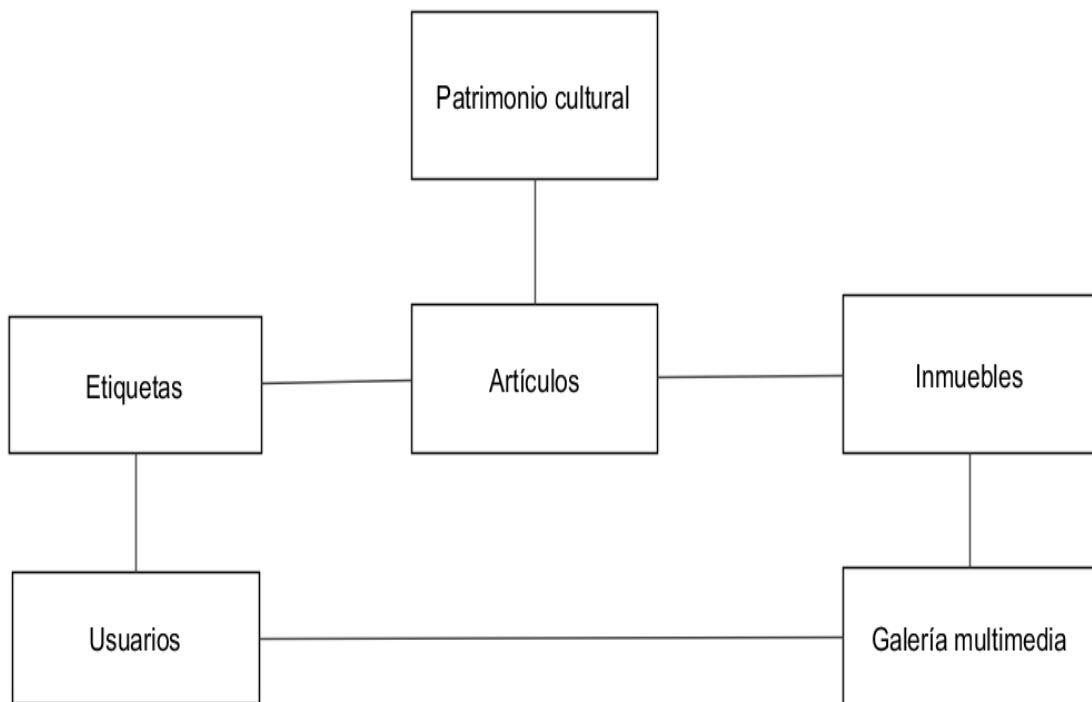 Patrimonio cultural
Etiquetas
Artículos
Inmuebles
Usuarios
Galería multimedia